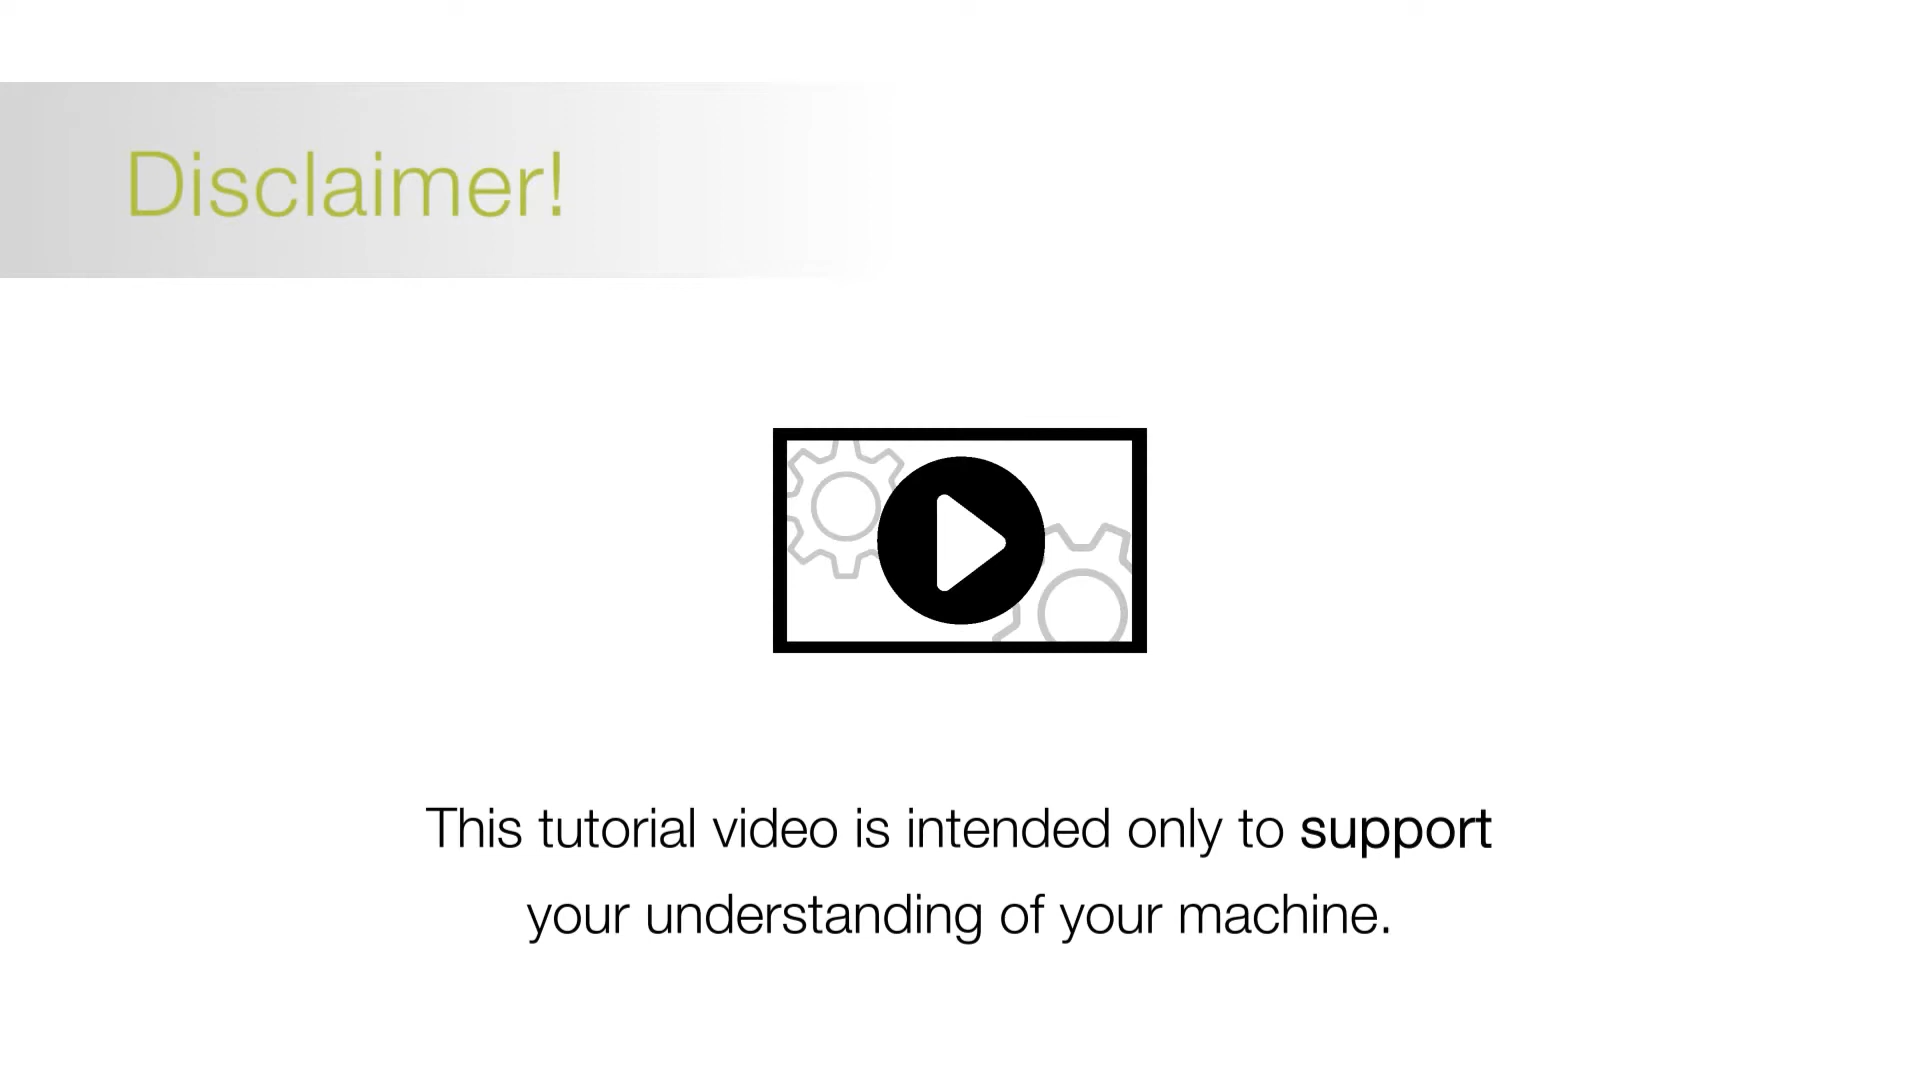 Disclaimer!
This tutorial video is intended only to support
your understanding of your machine.